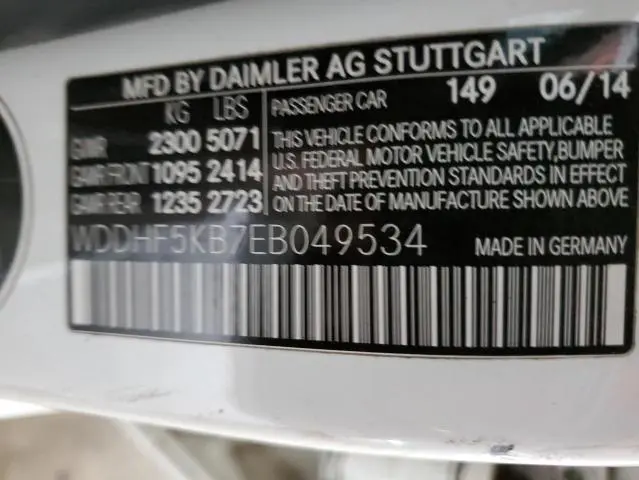 MFD BY DAIMLER AG STUTTGART
KG LBS PASSENGER CAR 149 06/14
GVWR 2300 5071 THIS VEHICLE CONFORMS TO ALL APPLICABLE
U.S. FEDERAL MOTOR VEHICLE SAFETY, BUMPER
GAWR FRONT 1095 2414 AND THEFT PREVENTION STANDARDS IN EFFECT
GAWR REAR 1235 2723 ON THE DATE OF MANUFACTURE SHOWN ABOVE
WDDHF5KB7EB049534 MADE IN GERMANY